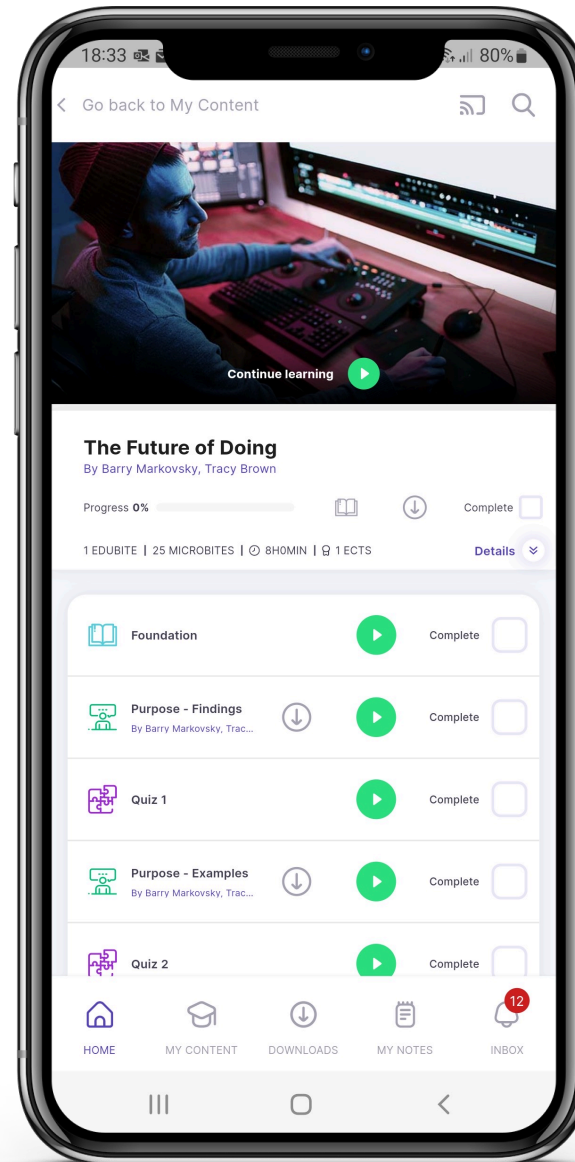 18:33
80%
Go back to My Content
Continue learning
The Future of Doing
By Barry Markovsky, Tracy Brown
Progress 0%
Complete
1 EDUBITE | 25 MICROBITES | 8H0MIN | 1 ECTS
Details
Foundation
Complete
Purpose - Findings
By Barry Markovsky, Trac...
Complete
Quiz 1
Complete
Purpose - Examples
By Barry Markovsky, Trac...
Complete
Quiz 2
Complete
12
HOME
MY CONTENT
DOWNLOADS
MY NOTES
INBOX